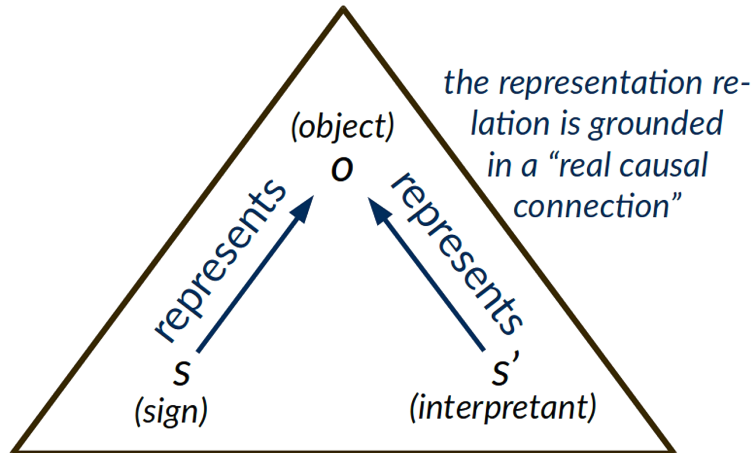 the representation re-
lation is grounded
in a “real causal
connection”
(object)
o
represents
represents
s
s’
(sign)
(interpretant)